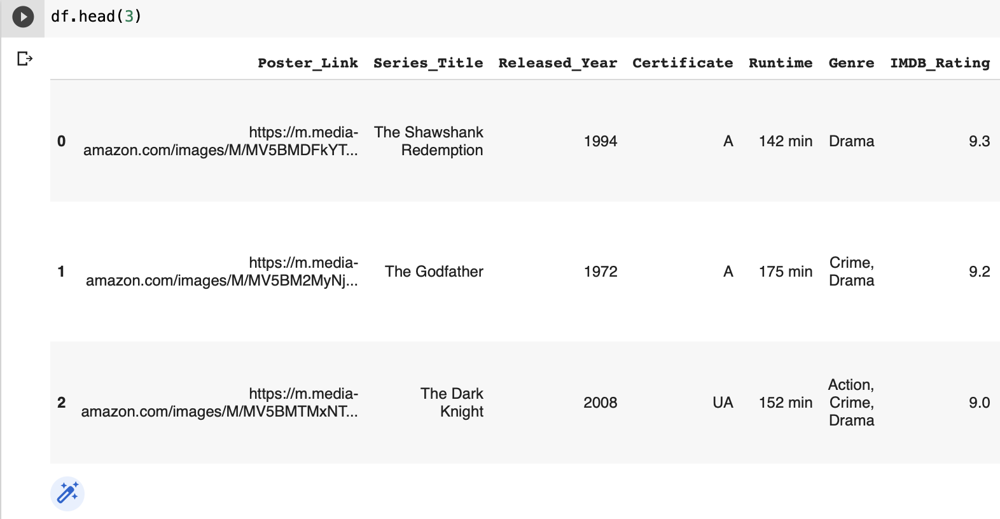 df.head(3)
Poster_Link Series_Title Released_Year Certificate Runtime Genre IMDB_Rating
0 https://m.media-amazon.com/images/M/MV5BMDFkYT... The Shawshank Redemption 1994 A 142 min Drama 9.3
1 https://m.media-amazon.com/images/M/MV5BM2MyNj... The Godfather 1972 A 175 min Crime, Drama 9.2
2 https://m.media-amazon.com/images/M/MV5BMTMxNT... The Dark Knight 2008 UA 152 min Action, Crime, Drama 9.0